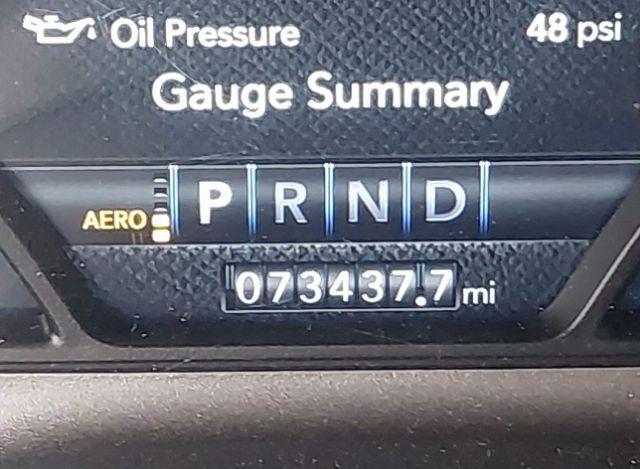 Oil Pressure 48 psi
Gauge Summary
AERO P R N D
073437.7 mi